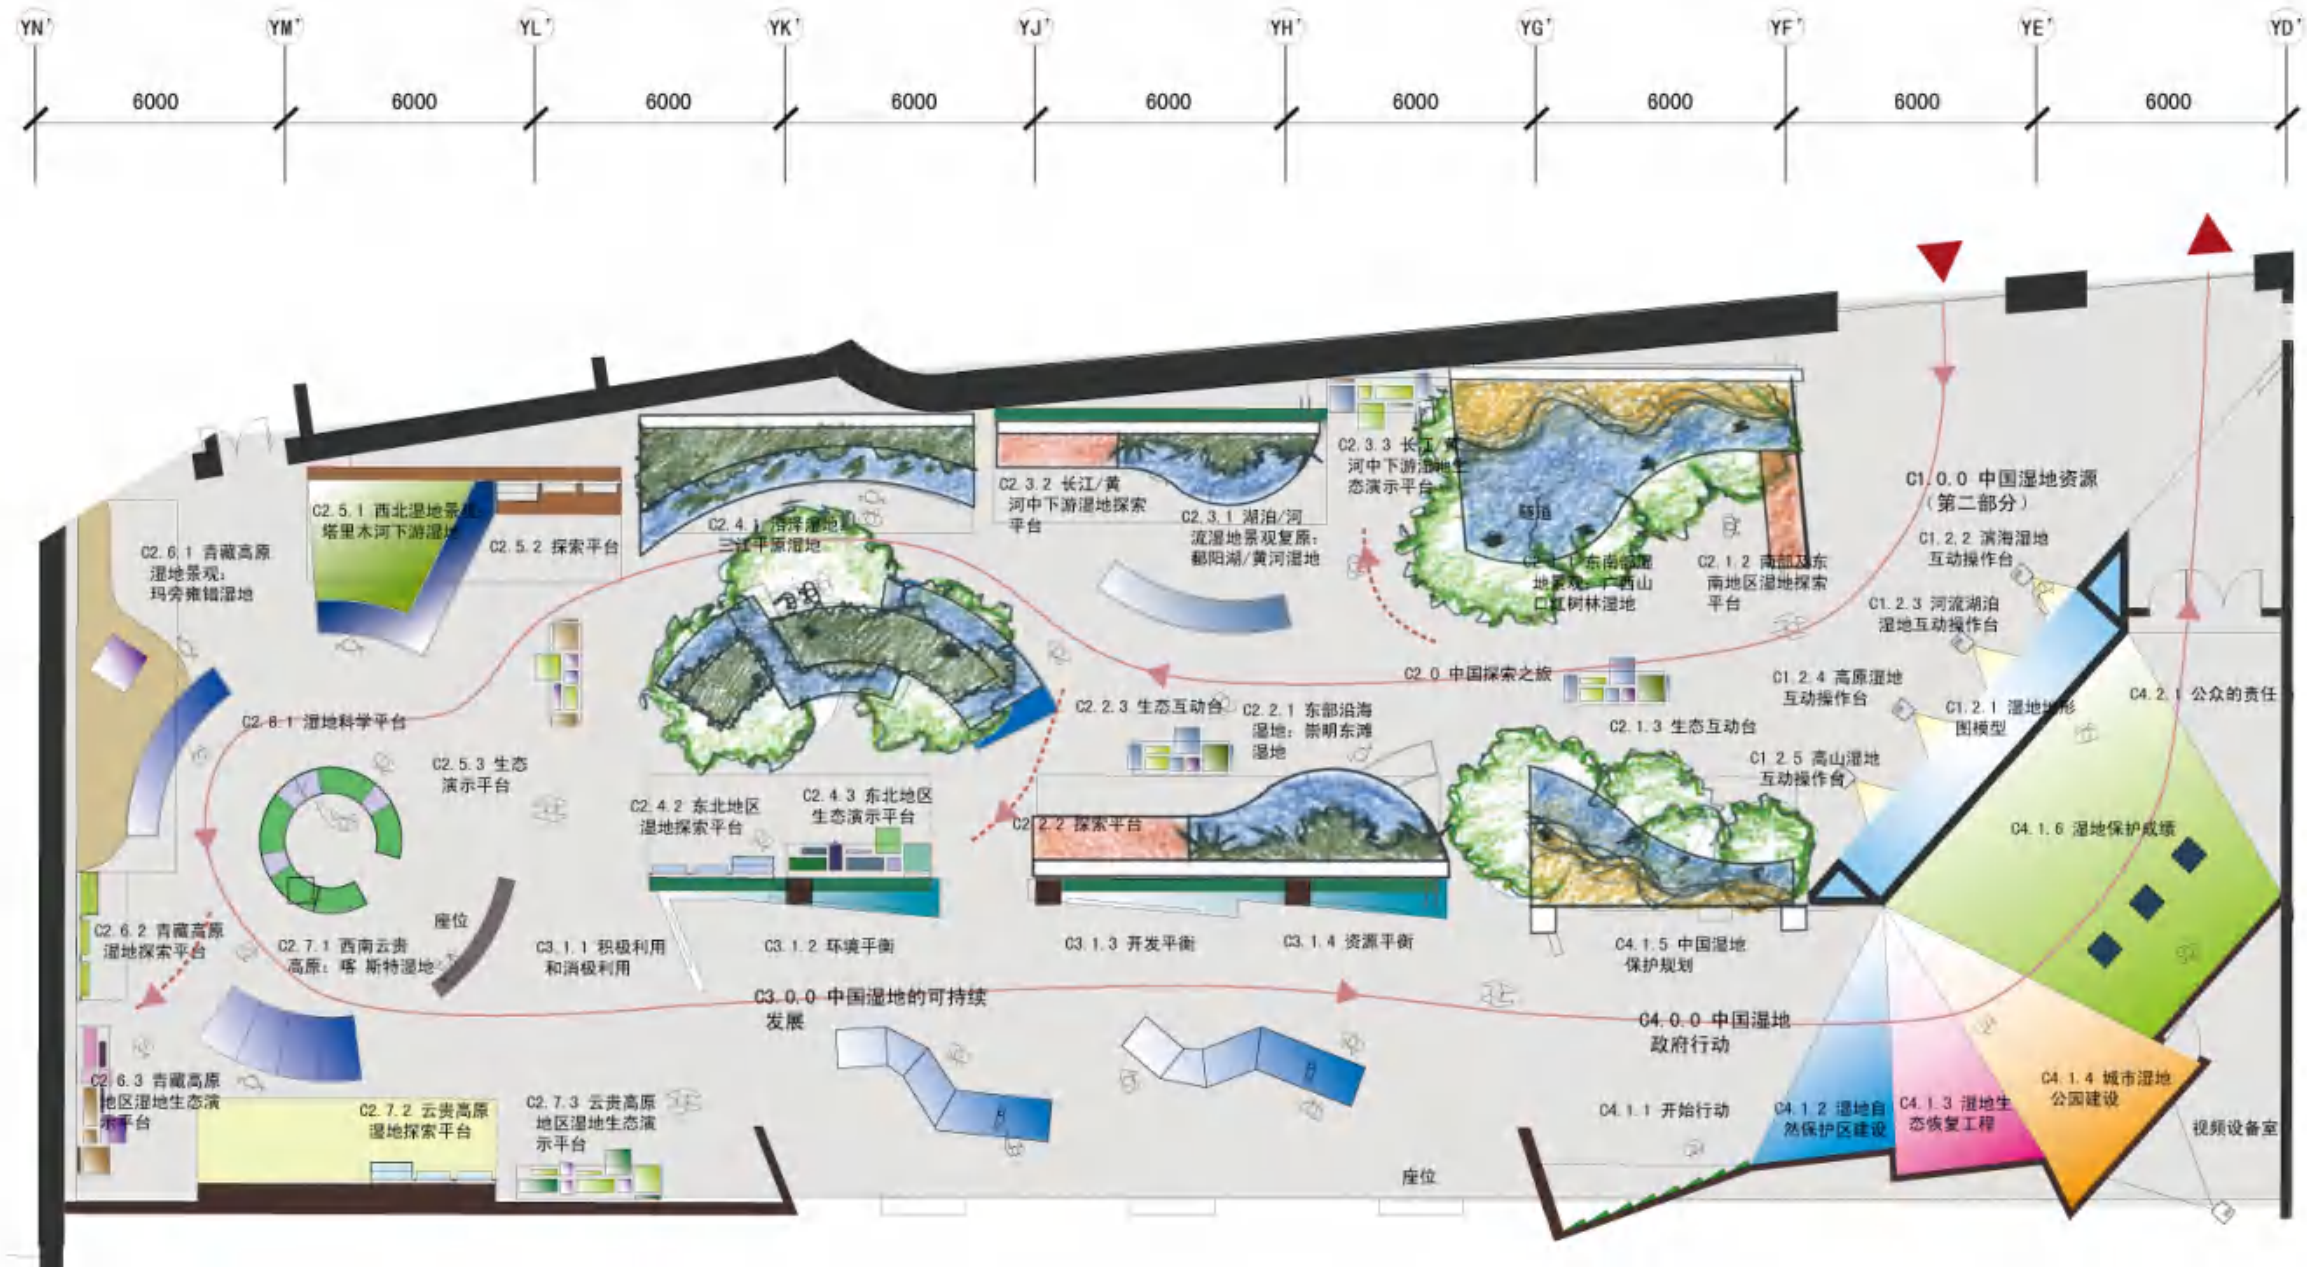 YN' YM' YL' YK' YJ' YH' YG' YF' YE' YD'
6000 6000 6000 6000 6000 6000 6000 6000 6000
C2.6.1 青藏高原
湿地景观：
玛旁雍错湿地
C2.5.1 西北湿地景观：
塔里木河下游湿地
C2.5.2 探索平台
C2.4.1 沼泽湿地
三江平原湿地
C2.3.2 长江/黄
河中下游湿地探索
平台
C2.3.1 湖泊/河
流湿地景观复原：
鄱阳湖/黄河湿地
C2.3.3 长江/黄
河中下游湿地生
态演示平台
隧道
东南部湿
地景观：广西山
口红树林湿地
C2.1.2 南部及东
南地区湿地探索
平台
C1.0.0 中国湿地资源
（第二部分）
C1.2.2 滨海湿地
互动操作台
C1.2.3 河流湖泊
湿地互动操作台
C1.2.4 高原湿地
互动操作台
C1.2.1 湿地地形
图模型
C1.2.5 高山湿地
互动操作台
C4.2.1 公众的责任
C2.0 中国探索之旅
C2.1.3 生态互动台
C2.2.3 生态互动台
C2.2.1 东部沿海
湿地：崇明东滩
湿地
C2.2.2 探索平台
C2.6.1 湿地科学平台
C2.5.3 生态
演示平台
C2.4.2 东北地区
湿地探索平台
C2.4.3 东北地区
生态演示平台
C4.1.6 湿地保护成绩
C2.6.2 青藏高原
湿地探索平台
C2.7.1 西南云贵
高原：喀 斯特湿地
座位
C3.1.1 积极利用
和消极利用
C3.1.2 环境平衡
C3.1.3 开发平衡
C3.1.4 资源平衡
C4.1.5 中国湿地
保护规划
C3.0.0 中国湿地的可持续
发展
C4.0.0 中国湿地
政府行动
C2.6.3 青藏高原
地区湿地生态演
示平台
C2.7.2 云贵高原
湿地探索平台
C2.7.3 云贵高原
地区湿地生态演
示平台
座位
C4.1.1 开始行动
C4.1.2 湿地自
然保护区建设
C4.1.3 湿地生
态恢复工程
C4.1.4 城市湿地
公园建设
视频设备室